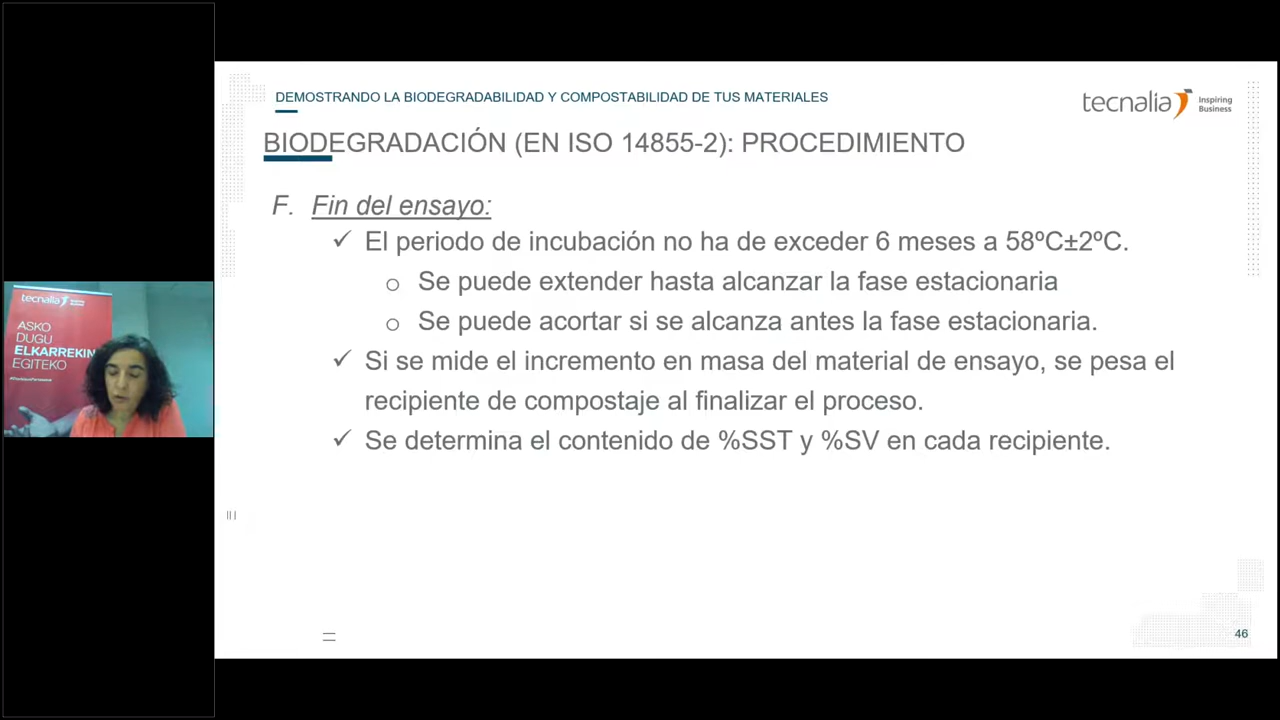 DEMOSTRANDO LA BIODEGRADABILIDAD Y COMPOSTABILIDAD DE TUS MATERIALES
tecnalia Inspiring
Business
BIODEGRADACIÓN (EN ISO 14855-2): PROCEDIMIENTO
F. Fin del ensayo:
✓ El periodo de incubación no ha de exceder 6 meses a 58ºC±2ºC.
o Se puede extender hasta alcanzar la fase estacionaria
o Se puede acortar si se alcanza antes la fase estacionaria.
✓ Si se mide el incremento en masa del material de ensayo, se pesa el
recipiente de compostaje al finalizar el proceso.
✓ Se determina el contenido de %SST y %SV en cada recipiente.
46
tecnalia
ASKO
DUGU
ELKARREKIN
EGITEKO